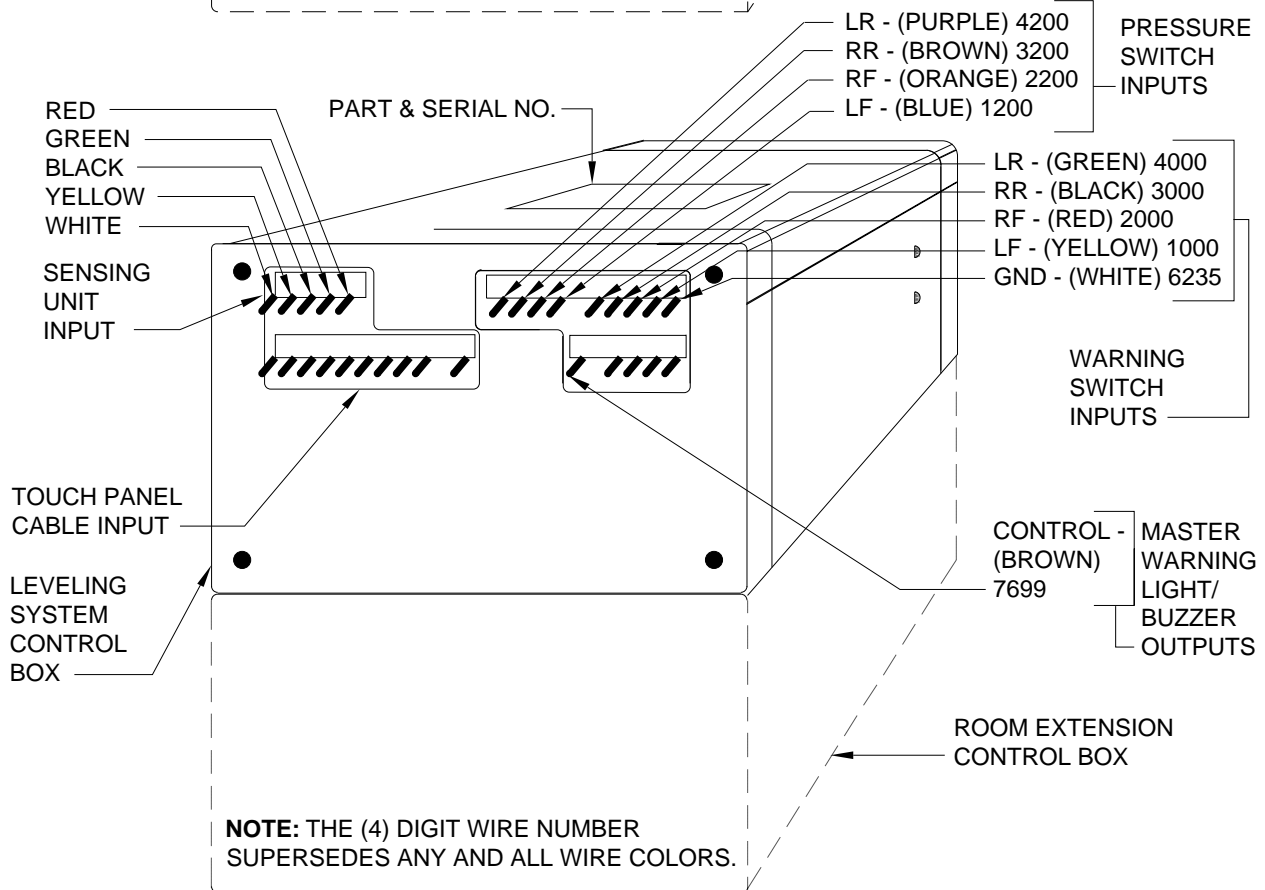 LR - (PURPLE) 4200
RR - (BROWN) 3200
RF - (ORANGE) 2200
LF - (BLUE) 1200
PRESSURE
SWITCH
INPUTS
RED
GREEN
BLACK
YELLOW
WHITE
PART & SERIAL NO.
LR - (GREEN) 4000
RR - (BLACK) 3000
RF - (RED) 2000
LF - (YELLOW) 1000
GND - (WHITE) 6235
SENSING
UNIT
INPUT
WARNING
SWITCH
INPUTS
TOUCH PANEL
CABLE INPUT
CONTROL -
(BROWN)
7699
MASTER
WARNING
LIGHT/
BUZZER
OUTPUTS
LEVELING
SYSTEM
CONTROL
BOX
ROOM EXTENSION
CONTROL BOX
NOTE: THE (4) DIGIT WIRE NUMBER
SUPERSEDES ANY AND ALL WIRE COLORS.